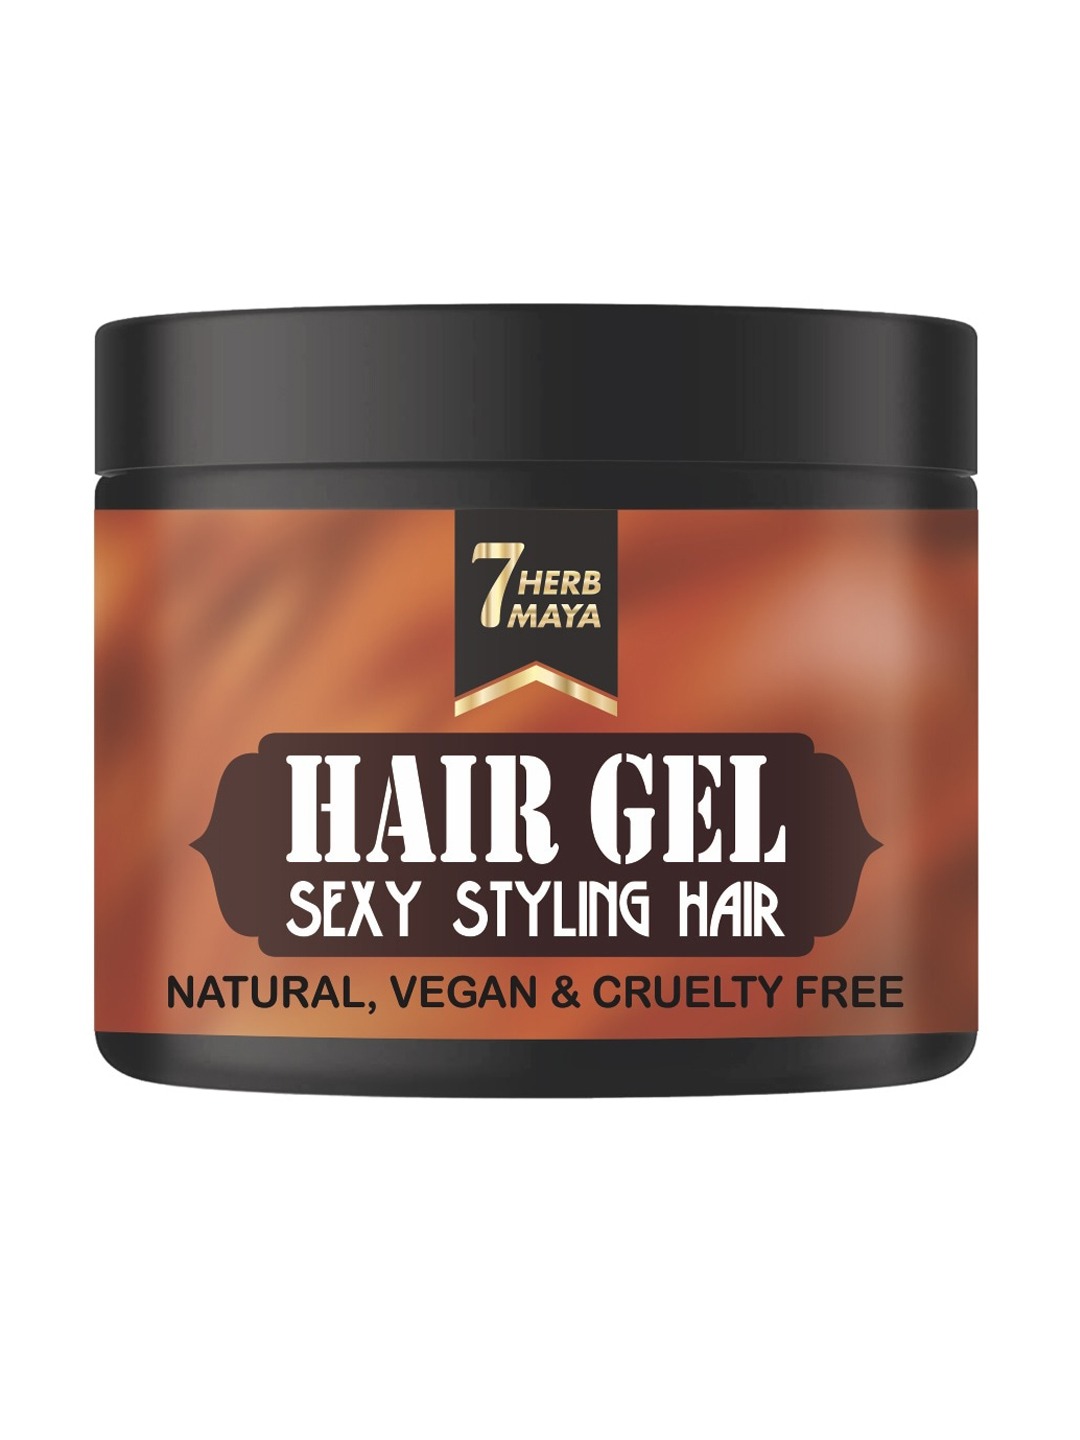 7 HERB
MAYA
HAIR GEL
SEXY STYLING HAIR
NATURAL, VEGAN & CRUELTY FREE